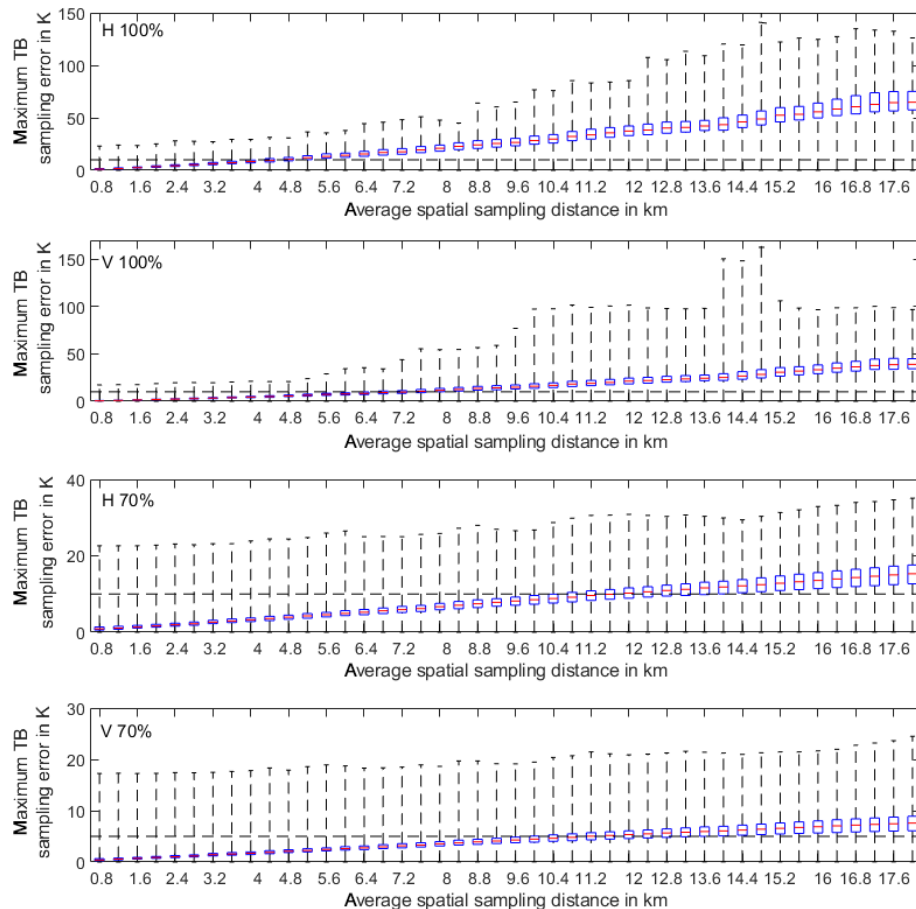 H 100%
Maximum TB
sampling error in K
150
100
50
0
0.8 1.6 2.4 3.2 4 4.8 5.6 6.4 7.2 8 8.8 9.6 10.4 11.2 12 12.8 13.6 14.4 15.2 16 16.8 17.6
Average spatial sampling distance in km
V 100%
Maximum TB
sampling error in K
150
100
50
0
0.8 1.6 2.4 3.2 4 4.8 5.6 6.4 7.2 8 8.8 9.6 10.4 11.2 12 12.8 13.6 14.4 15.2 16 16.8 17.6
Average spatial sampling distance in km
H 70%
Maximum TB
sampling error in K
40
20
0
0.8 1.6 2.4 3.2 4 4.8 5.6 6.4 7.2 8 8.8 9.6 10.4 11.2 12 12.8 13.6 14.4 15.2 16 16.8 17.6
Average spatial sampling distance in km
V 70%
Maximum TB
sampling error in K
30
20
10
5
0
0.8 1.6 2.4 3.2 4 4.8 5.6 6.4 7.2 8 8.8 9.6 10.4 11.2 12 12.8 13.6 14.4 15.2 16 16.8 17.6
Average spatial sampling distance in km